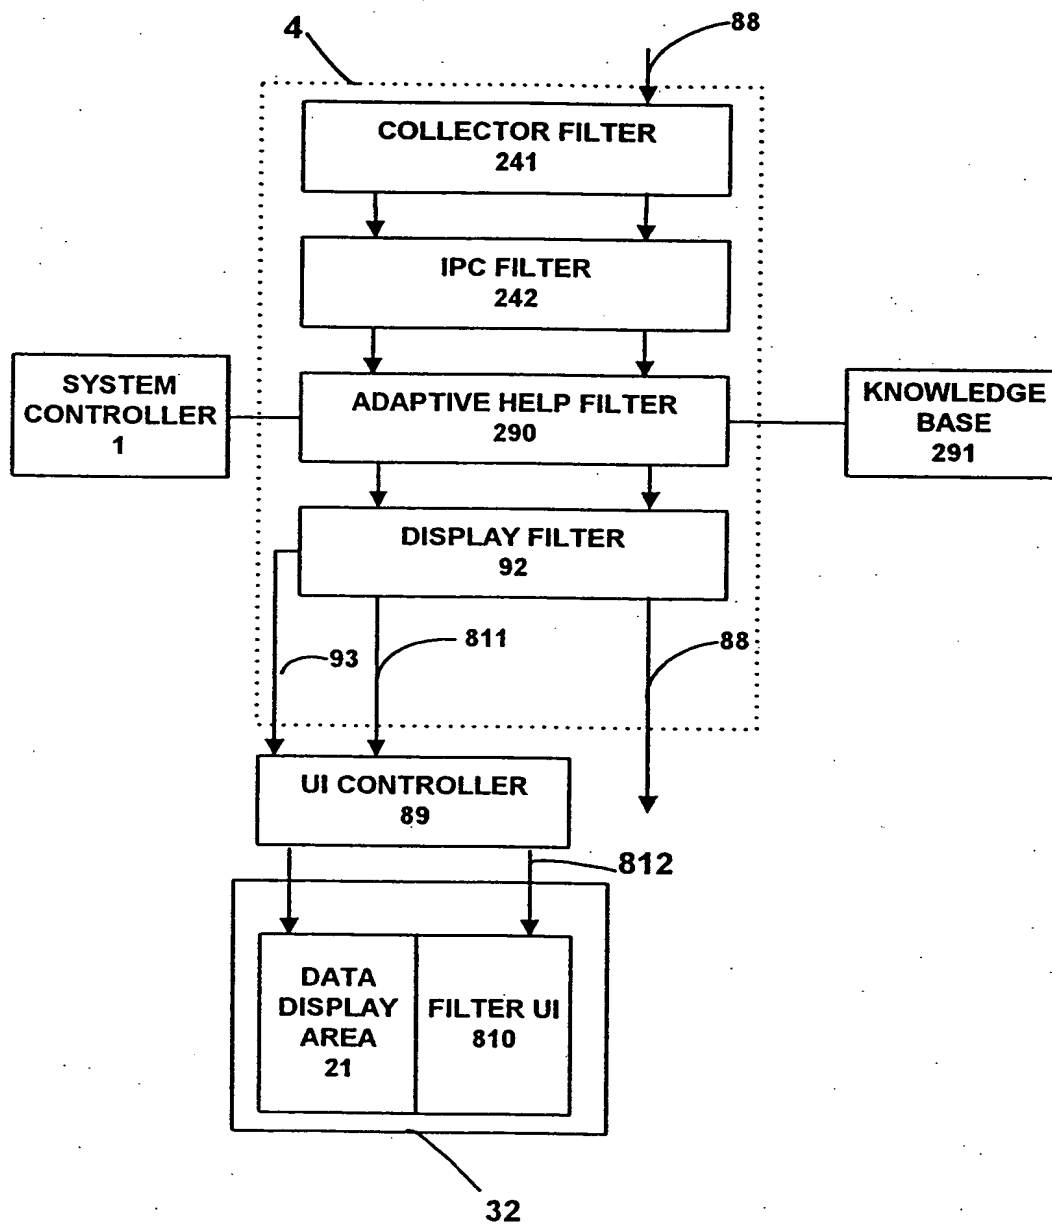 4
88
COLLECTOR FILTER
241
IPC FILTER
242
SYSTEM
CONTROLLER
1
ADAPTIVE HELP FILTER
290
KNOWLEDGE
BASE
291
DISPLAY FILTER
92
93
811
88
UI CONTROLLER
89
812
DATA
DISPLAY
AREA
21
FILTER UI
810
32